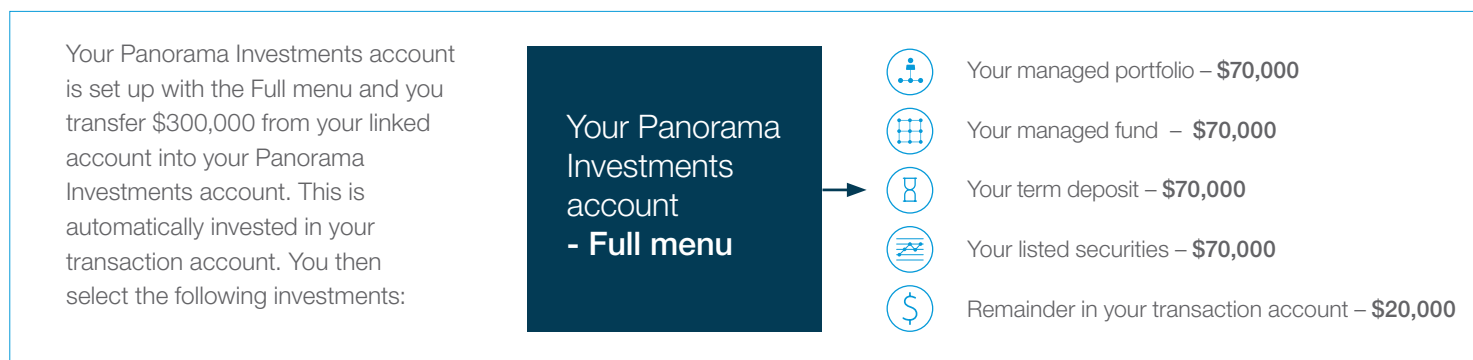 Your Panorama Investments account
is set up with the Full menu and you
transfer $300,000 from your linked
account into your Panorama
Investments account. This is
automatically invested in your
transaction account. You then
select the following investments:
Your Panorama
Investments
account
- Full menu
Your managed portfolio – $70,000
Your managed fund – $70,000
Your term deposit – $70,000
Your listed securities – $70,000
$
Remainder in your transaction account – $20,000